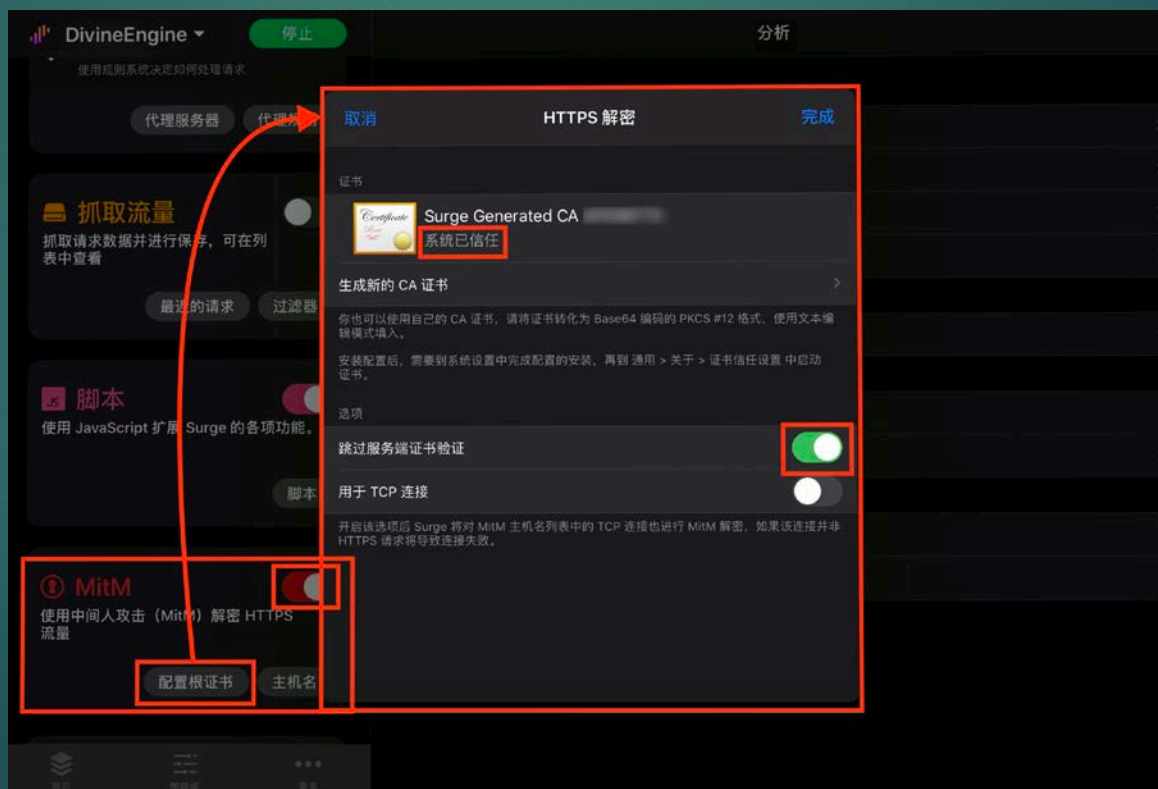 DivineEngine
停止
分析
使用规则系统决定如何处理请求
代理服务器
代理规则
抓取流量
抓取请求数据并进行保存，可在列
表中查看
最近的请求
过滤器
JS
脚本
使用 JavaScript 扩展 Surge 的各项功能。
脚本
MitM
使用中间人攻击（MitM）解密 HTTPS
流量
配置根证书
主机名
取消
HTTPS 解密
完成
证书
Certificate
Surge Generated CA
系统已信任
生成新的 CA 证书
你也可以使用自己的 CA 证书，请将证书转化为 Base64 编码的 PKCS #12 格式，使用文本编
辑模式填入。
安装配置后，需要到系统设置中完成配置的安装，再到 通用 > 关于 > 证书信任设置 中启动
证书。
选项
跳过服务端证书验证
用于 TCP 连接
开启该选项后 Surge 将对 MitM 主机名列表中的 TCP 连接也进行 MitM 解密，如果该连接并非
HTTPS 请求将导致连接失败。